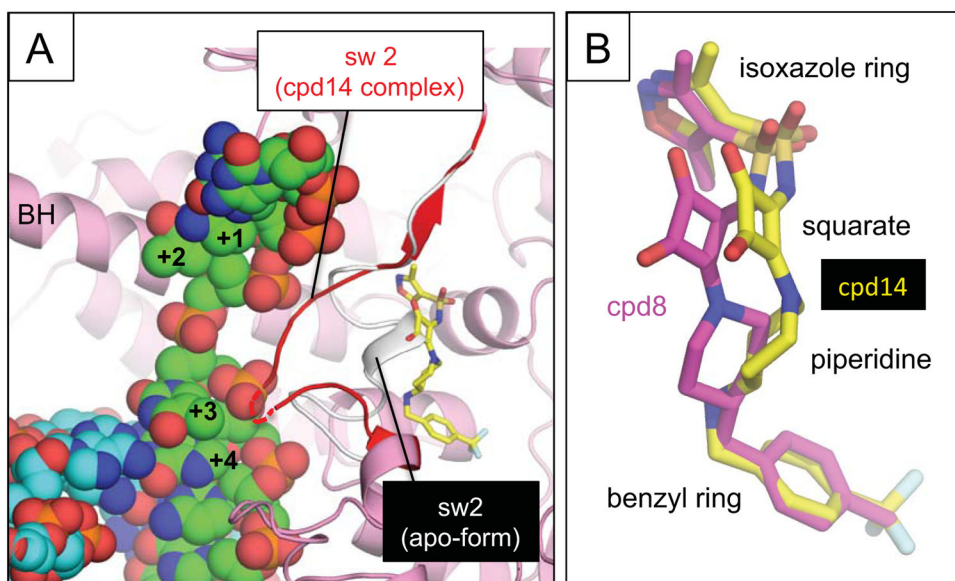 A
sw 2
(cpd14 complex)
BH
+2
+1
+3
+4
sw2
(apo-form)
B
isoxazole ring
squarate
cpd14
cpd8
piperidine
benzyl ring